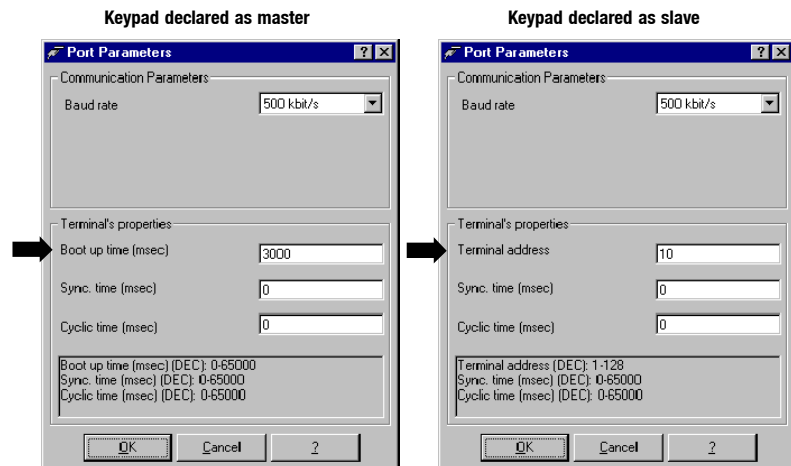 Keypad declared as master
Port Parameters
Communication Parameters
Baud rate
500 kbit/s
Terminal's properties
Boot up time (msec)
3000
Sync. time (msec)
0
Cyclic time (msec)
0
Boot up time (msec) (DEC): 0-65000
Sync. time (msec) (DEC): 0-65000
Cyclic time (msec) (DEC): 0-65000
OK
Cancel
?
Keypad declared as slave
Port Parameters
Communication Parameters
Baud rate
500 kbit/s
Terminal's properties
Terminal address
10
Sync. time (msec)
0
Cyclic time (msec)
0
Terminal address (DEC): 1-128
Sync. time (msec) (DEC): 0-65000
Cyclic time (msec) (DEC): 0-65000
OK
Cancel
?